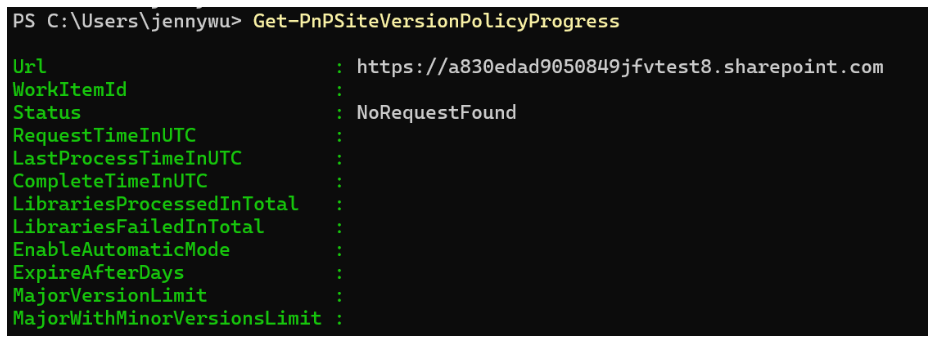 PS C:\Users\jennywu> Get-PnPSiteVersionPolicyProgress
Url : https://a830edad9050849jfvtest8.sharepoint.com
WorkItemId :
Status : NoRequestFound
RequestTimeInUTC :
LastProcessTimeInUTC :
CompleteTimeInUTC :
LibrariesProcessedInTotal :
LibrariesFailedInTotal :
EnableAutomaticMode :
ExpireAfterDays :
MajorVersionLimit :
MajorWithMinorVersionsLimit :